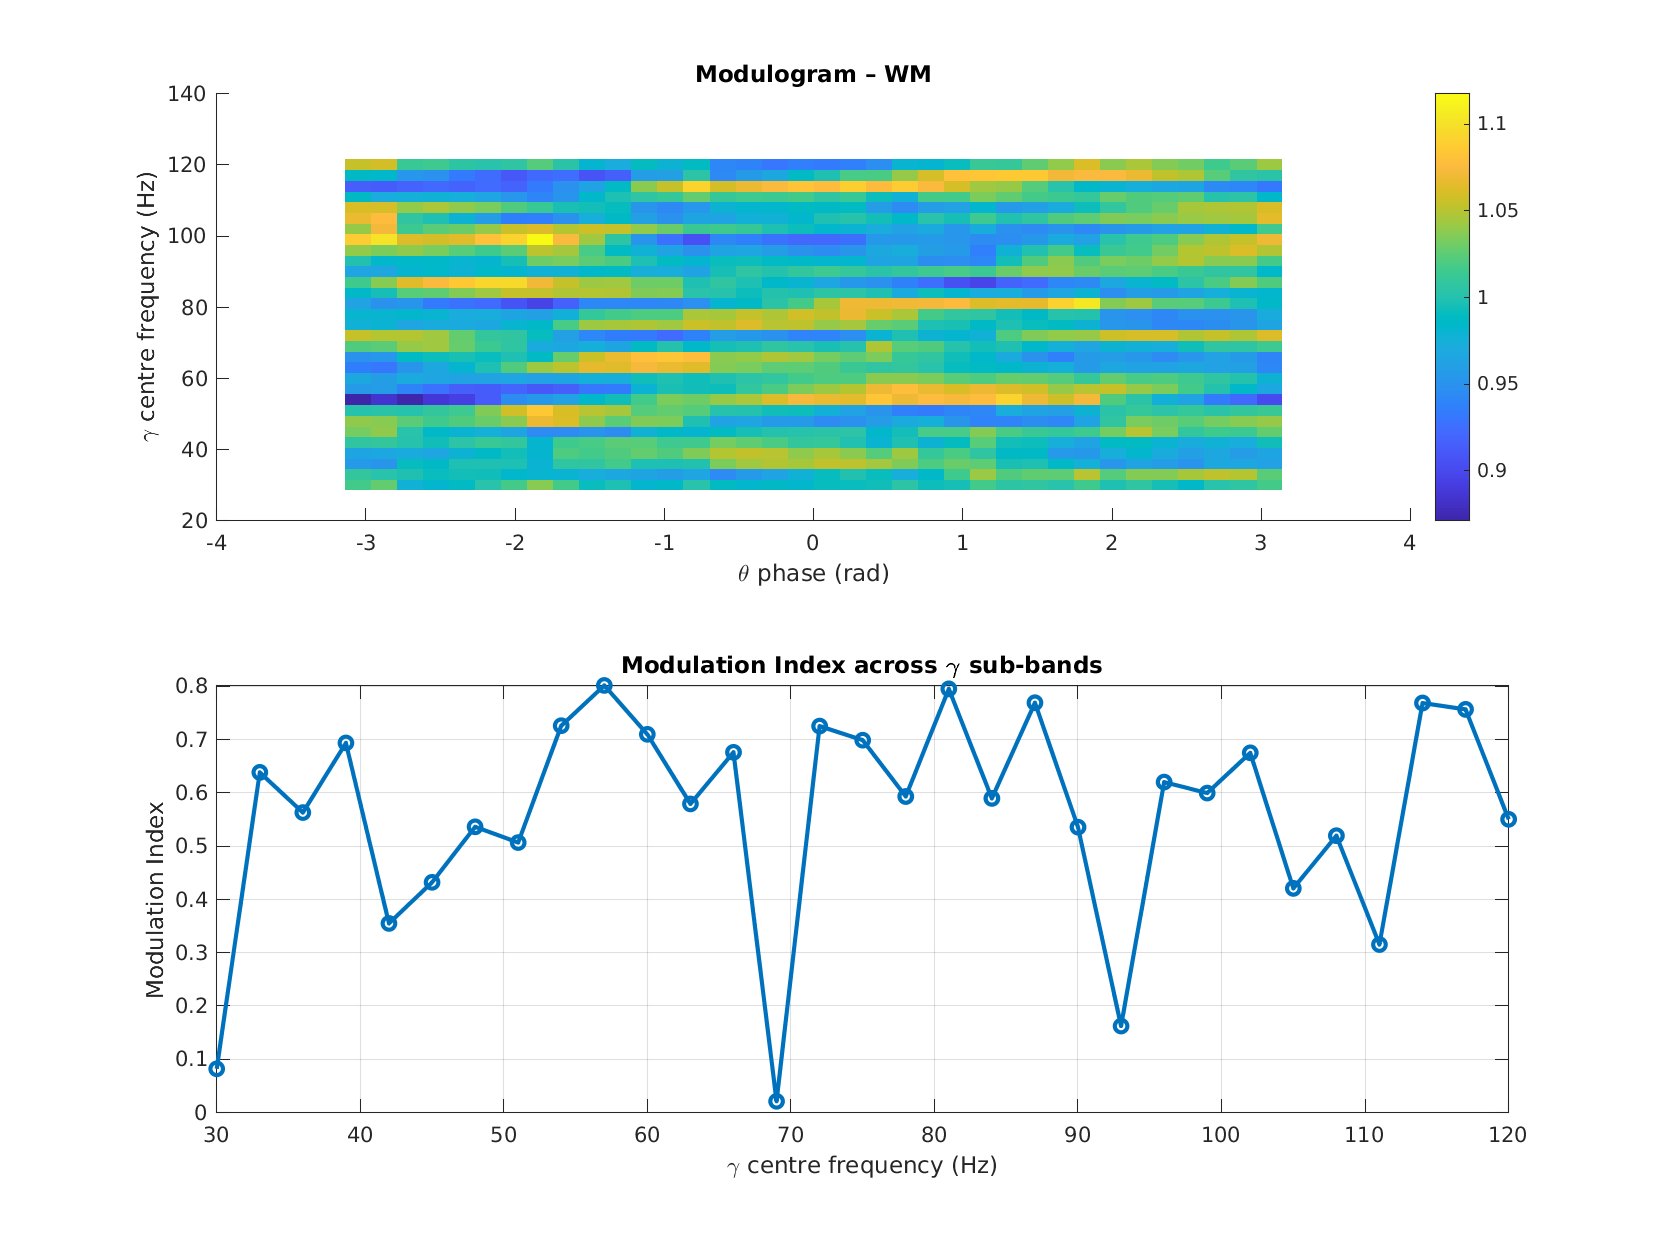 Modulogram – WM
140
120
100
80
60
40
20
γ centre frequency (Hz)
-4 -3 -2 -1 0 1 2 3 4
θ phase (rad)
1.1
1.05
1
0.95
0.9
Modulation Index across γ sub-bands
0.8
0.7
0.6
0.5
0.4
0.3
0.2
0.1
0
Modulation Index
30 40 50 60 70 80 90 100 110 120
γ centre frequency (Hz)